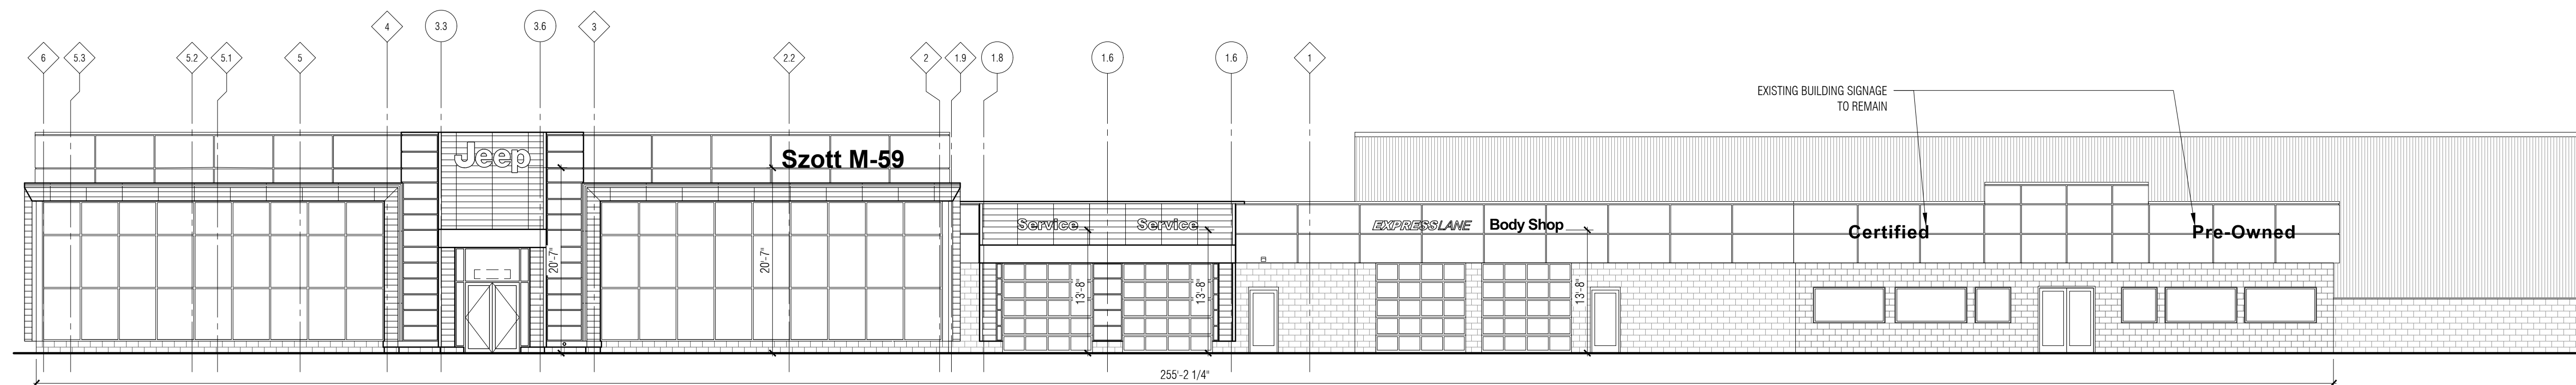 6
5.3
5.2
5.1
5
4
3.3
3.6
3
2.2
2
1.9
1.8
1.6
1.6
1
EXISTING BUILDING SIGNAGE
TO REMAIN
Jeep
Szott M-59
Service
Service
EXPRESSLANE
Body Shop
Certified
Pre-Owned
20'-7"
20'-7"
13'-8"
13'-8"
13'-8"
255'-2 1/4"